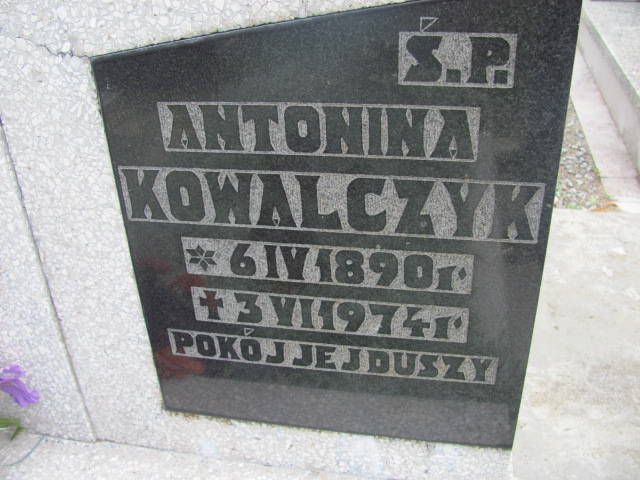 Ś.P.
ANTONINA
KOWALCZYK
* 6 IV 1890 r.
✝ 3 VI 1974 r.
POKÓJ JEJ DUSZY